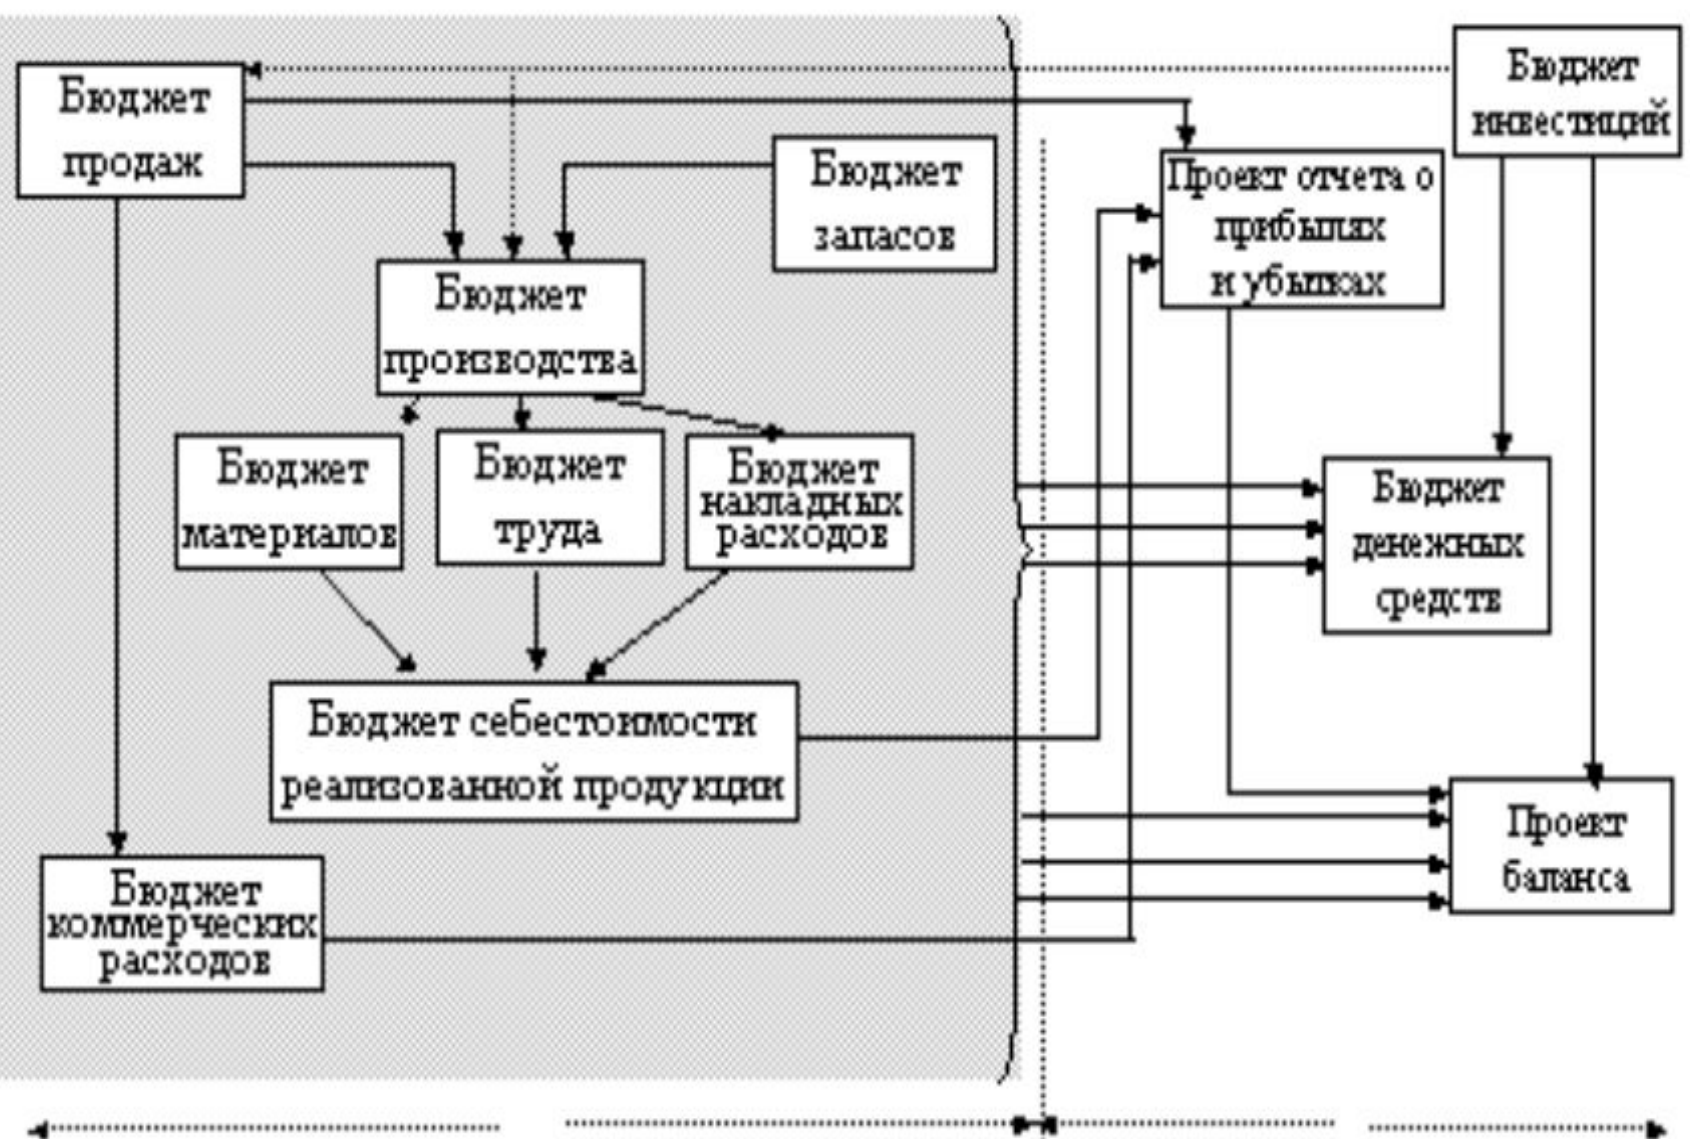 Бюджет
продаж
Бюджет
инвестиций
Бюджет
запасов
Проект отчета о
прибылях
и убытках
Бюджет
производства
Бюджет
материалов
Бюджет
труда
Бюджет
накладных
расходов
Бюджет
денежных
средств
Бюджет себестоимости
реализованной продукции
Проект
баланса
Бюджет
коммерческих
расходов